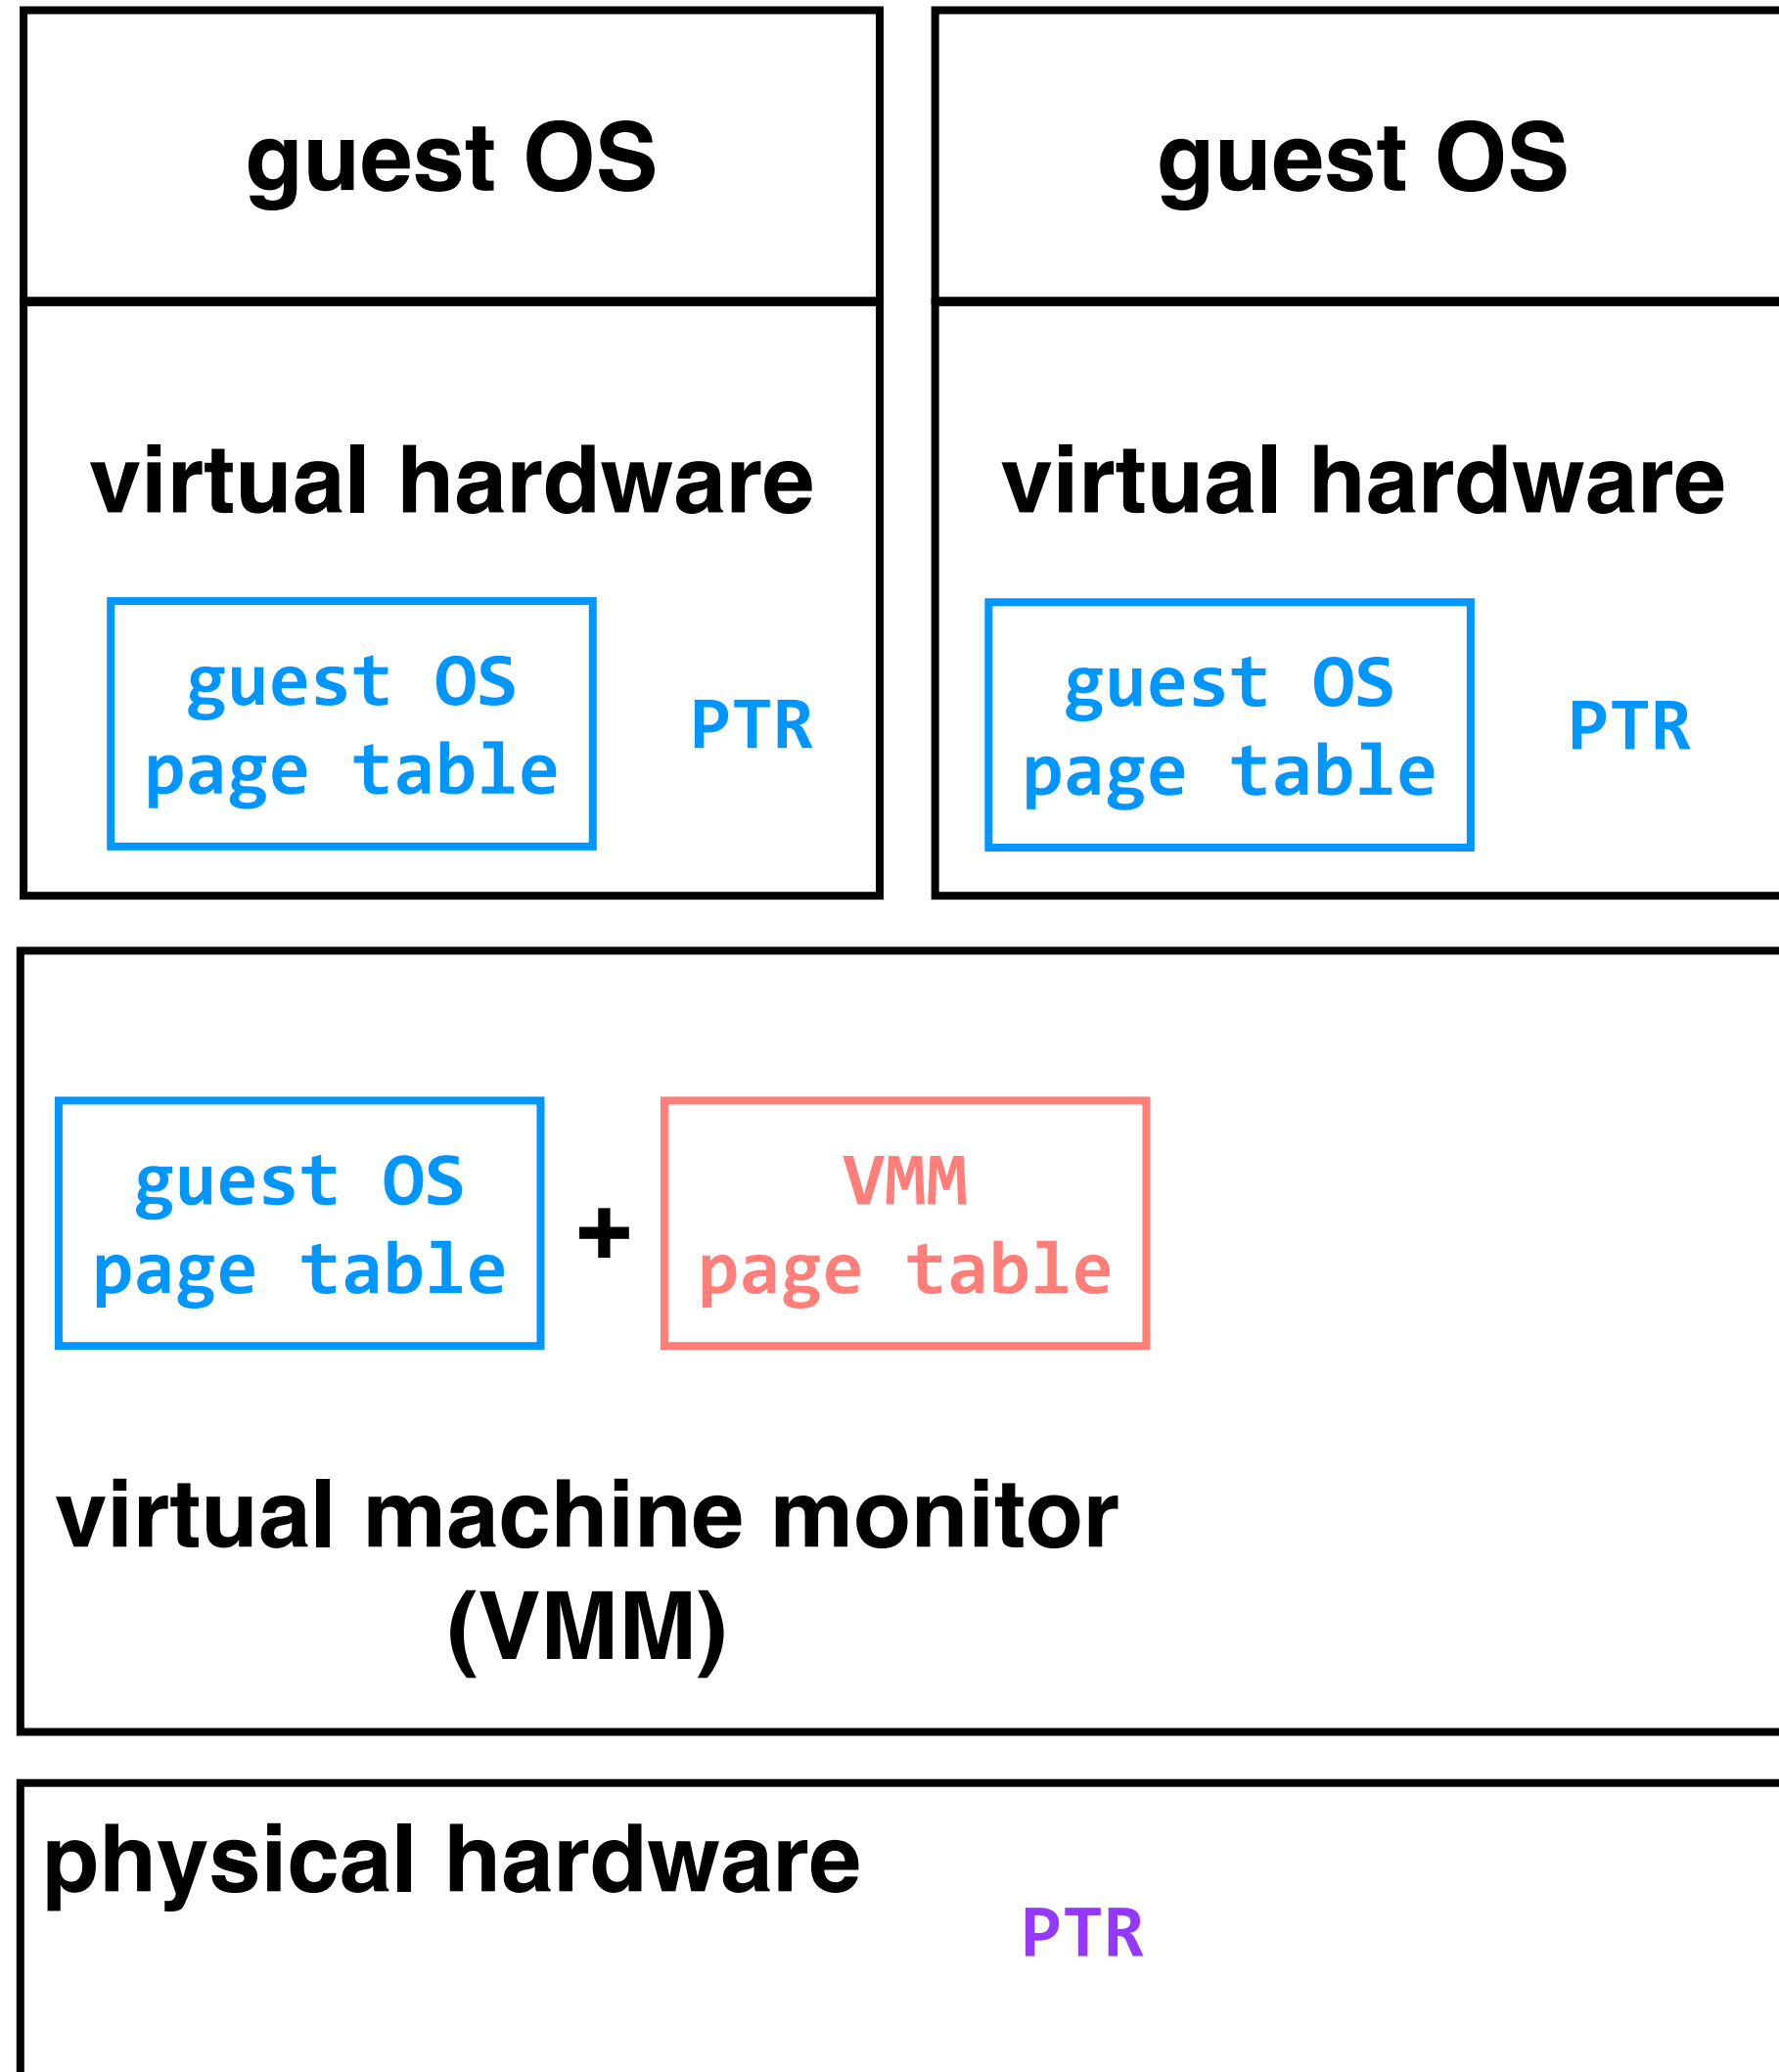 guest OS
guest OS
virtual hardware
virtual hardware
guest OS
page table
PTR
guest OS
page table
PTR
guest OS
page table
+
VMM
page table
virtual machine monitor
(VMM)
physical hardware
PTR